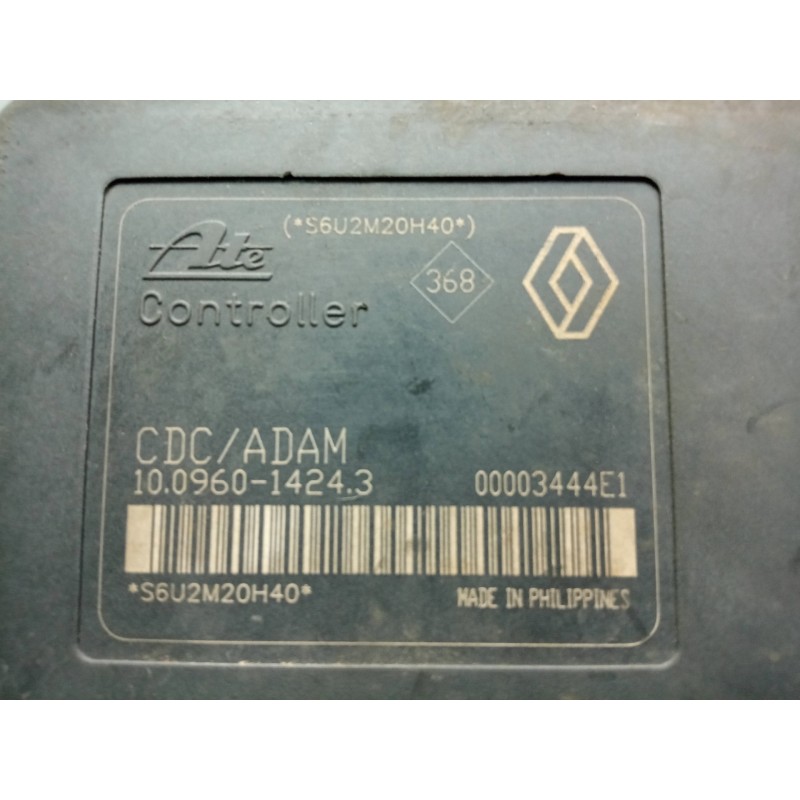 (*S6U2M20H40*)
Ate
368
Controller
CDC/ADAM
10.0960-1424.3 00003444E1
*S6U2M20H40* MADE IN PHILIPPINES